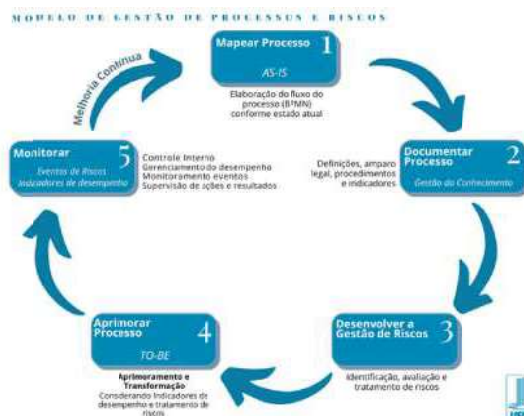 MODELO DE GESTÃO DE PROCESSOS E RISCOS
Melhoria Contínua
Mapear Processo 1
AS-IS
Elaboração do fluxo do
processo (BPMN)
conforme estado atual
Documentar
Processo 2
Gestão do Conhecimento
Definições, amparo
legal, procedimentos
e indicadores
Desenvolver a
Gestão de Riscos 3
Identificação, avaliação e
tratamento de riscos
Aprimorar
Processo 4
TO-BE
Aprimoramento e
Transformação
Considerando Indicadores de
desempenho e tratamento de
riscos
Monitorar 5
Eventos de Riscos
Indicadores de desempenho
Controle Interno
Gerenciamento do desempenho
Monitoramento eventos
Supervisão de ações e resultados